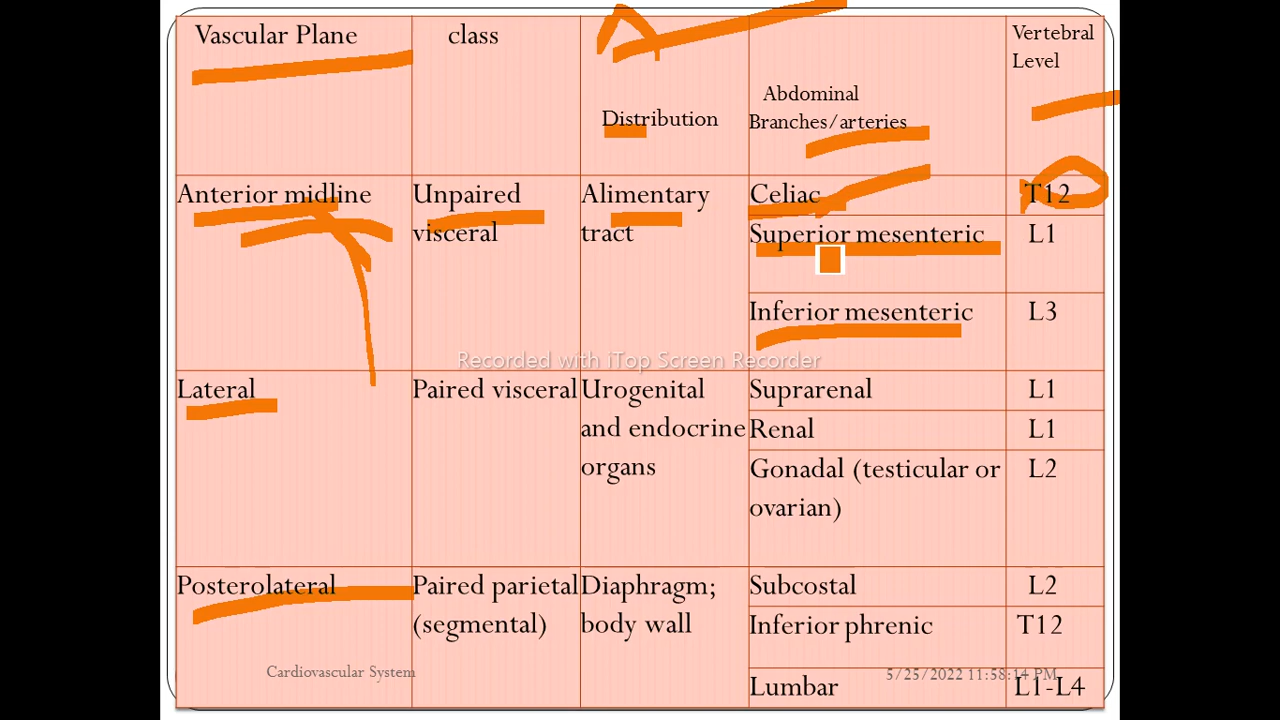 Vascular Plane class Distribution Abdominal Branches/arteries Vertebral Level
Anterior midline Unpaired visceral Alimentary tract Celiac T12
Superior mesenteric L1
Inferior mesenteric L3
Recorded with iTop Screen Recorder
Lateral Paired visceral Urogenital and endocrine organs Suprarenal L1
Renal L1
Gonadal (testicular or ovarian) L2
Posterolateral Paired parietal (segmental) Diaphragm; body wall Subcostal L2
Inferior phrenic T12
Lumbar L1-L4
Cardiovascular System 5/25/2022 11:58:14 PM